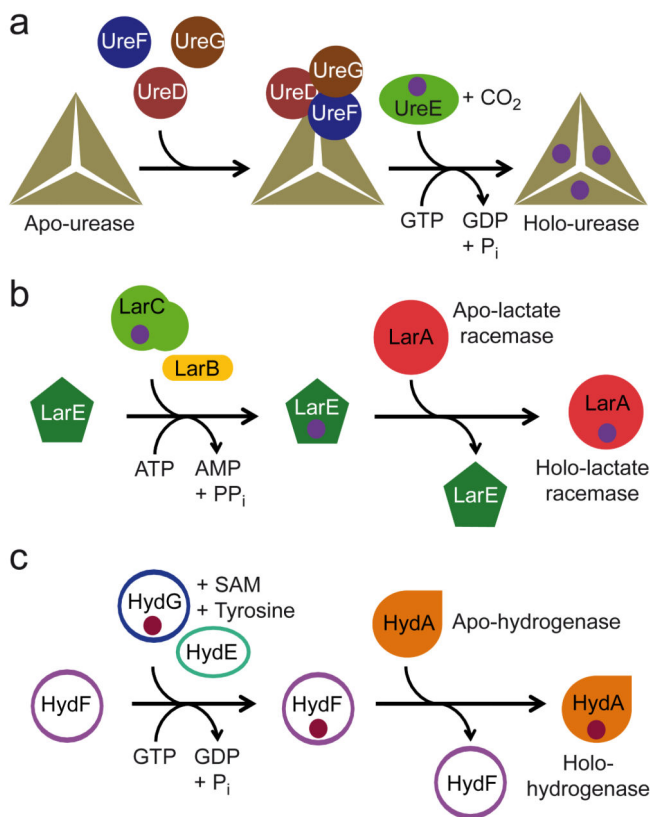 a
UreF
UreG
UreD
UreD
UreG
UreF
UreE
+ CO₂
GTP
GDP
+ Pᵢ
Apo-urease
Holo-urease
b
LarC
LarB
LarE
ATP
AMP
+ PPᵢ
LarE
LarA
Apo-lactate
racemase
LarE
LarA
Holo-lactate
racemase
c
HydG
+ SAM
+ Tyrosine
HydE
HydF
GTP
GDP
+ Pᵢ
HydF
HydA
Apo-hydrogenase
HydF
HydA
Holo-
hydrogenase